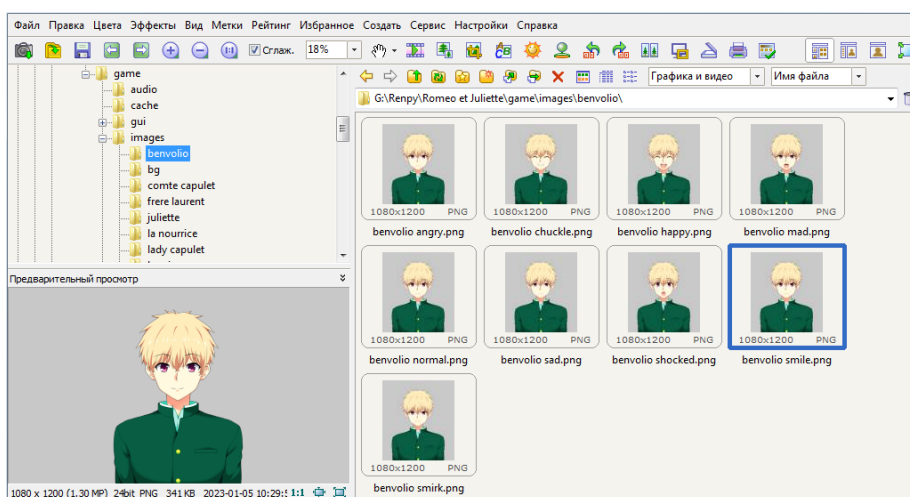 Файл Правка Цвета Эффекты Вид Метки Рейтинг Избранное Создать Сервис Настройки Справка
Сглаж. 18%
game
audio
cache
gui
images
benvolio
bg
comte capulet
frere laurent
juliette
la nourrice
lady capulet
Графика и видео Имя файла
G:\Renpy\Romeo et Juliette\game\images\benvolio\
1080x1200 PNG 1080x1200 PNG 1080x1200 PNG 1080x1200 PNG
benvolio angry.png benvolio chuckle.png benvolio happy.png benvolio mad.png
1080x1200 PNG 1080x1200 PNG 1080x1200 PNG 1080x1200 PNG
benvolio normal.png benvolio sad.png benvolio shocked.png benvolio smile.png
1080x1200 PNG
benvolio smirk.png
Предварительный просмотр
1080 x 1200 (1.30 MP) 24bit PNG 341 KB 2023-01-05 10:29: 1:1